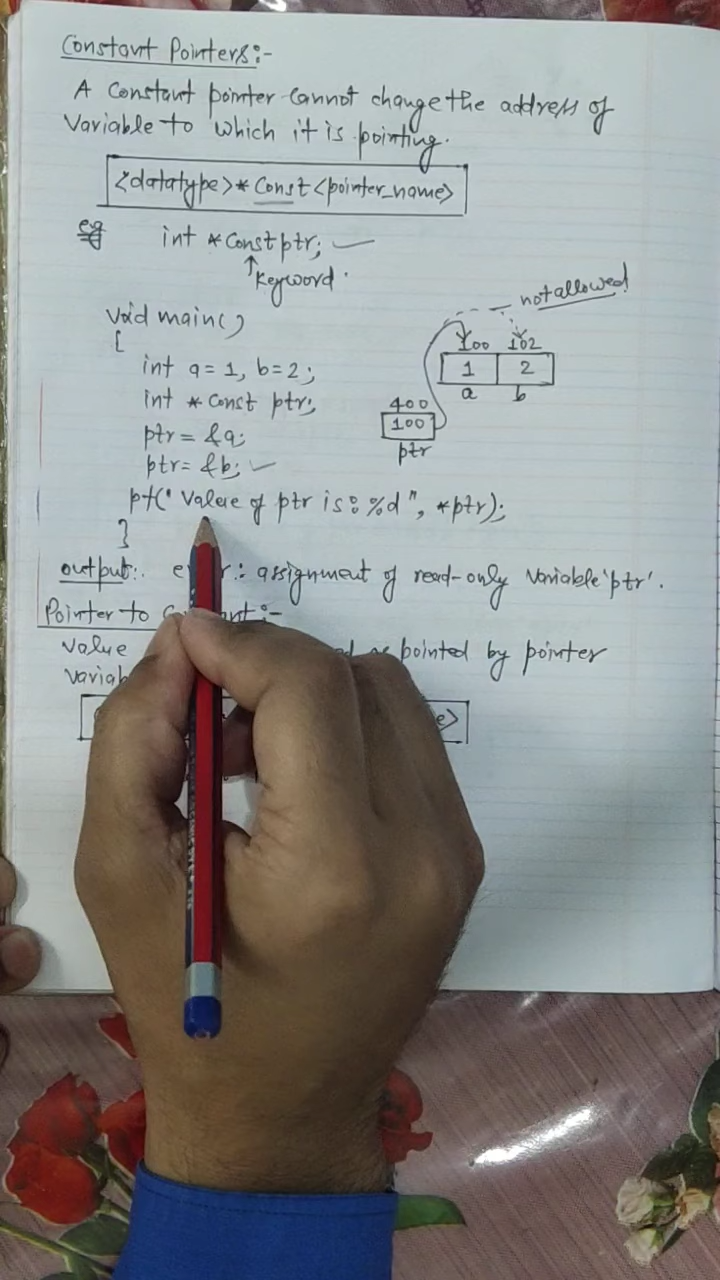 Constant Pointers:-
A Constant pointer cannot change the address of
Variable to which it is pointing.
<datatype>* Const <pointer_name>
eg int *Const ptr;
↑ keyword.
not allowed
Void main()
{
100 102
int a=1, b=2;
1 2
a b
int *Const ptr;
400
100
ptr
ptr = &a;
ptr = &b;
pf(" Value of ptr is: %d", *ptr);
}
output:. : assignment of read-only Variable 'ptr'.
Pointer to
Value pointed by pointer